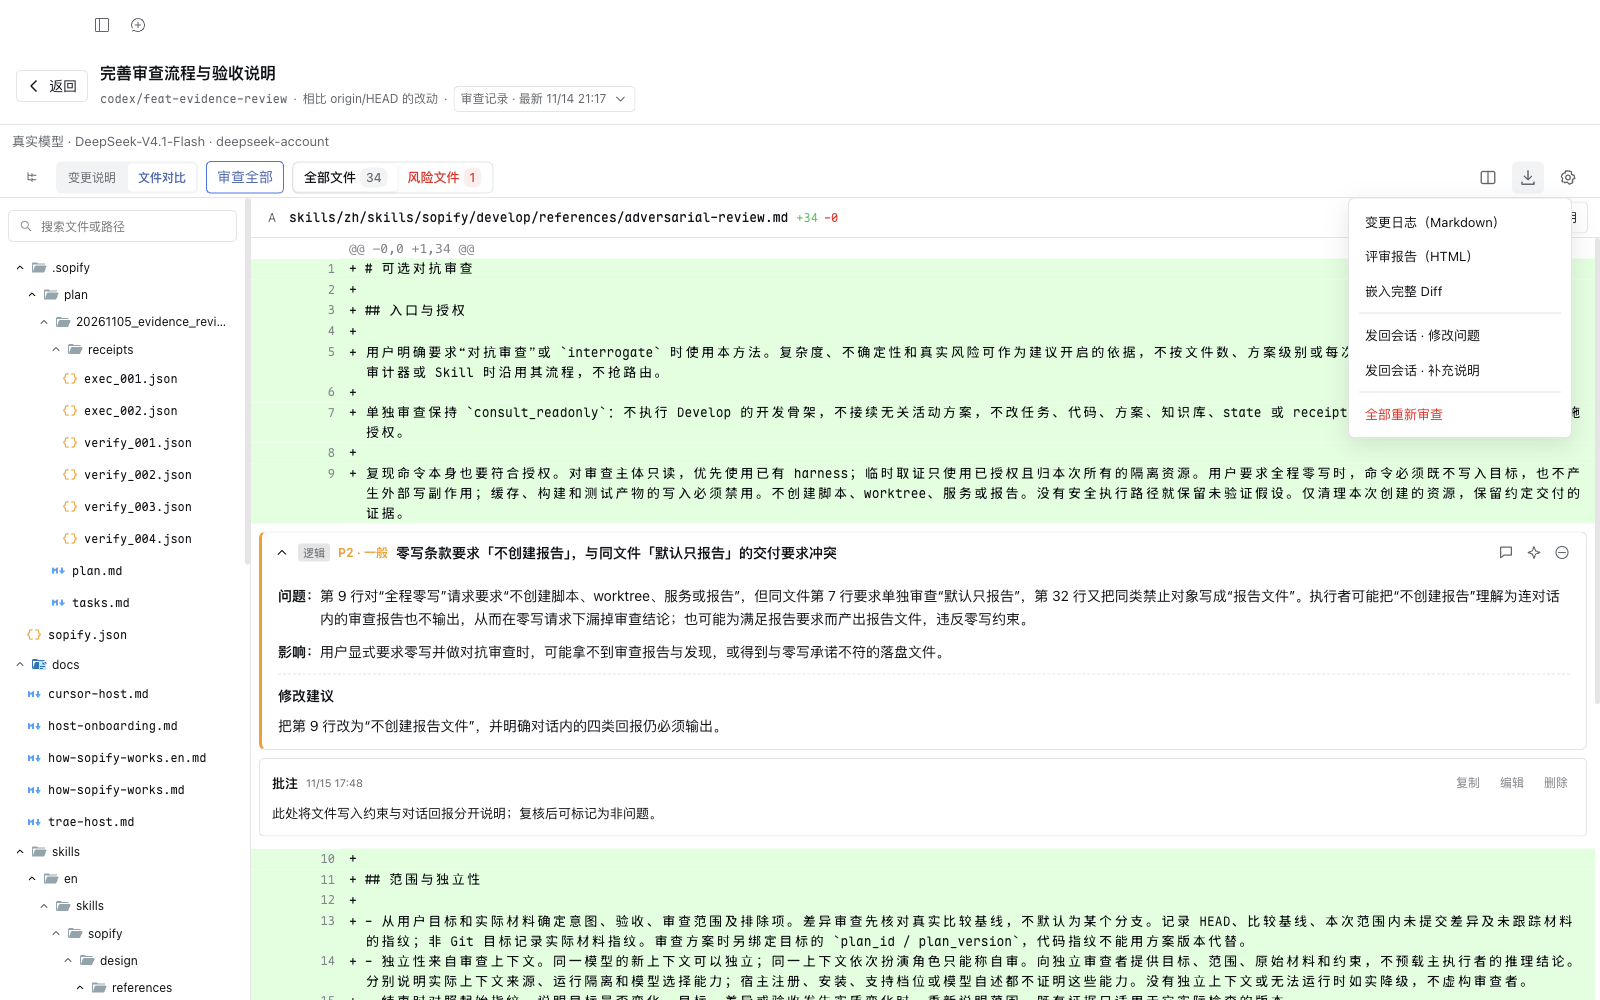 完善审查流程与验收说明
返回
codex/feat-evidence-review · 相比 origin/HEAD 的改动 · 审查记录 · 最新 11/14 21:17
真实模型 · DeepSeek-V4.1-Flash · deepseek-account
变更说明 文件对比 审查全部 全部文件 34 风险文件 1
搜索文件或路径
.sopify
plan
20261105_evidence_revi...
receipts
exec_001.json
exec_002.json
verify_001.json
verify_002.json
verify_003.json
verify_004.json
plan.md
tasks.md
sopify.json
docs
cursor-host.md
host-onboarding.md
how-sopify-works.en.md
how-sopify-works.md
trae-host.md
skills
en
skills
sopify
design
references
A skills/zh/skills/sopify/develop/references/adversarial-review.md +34 -0
@@ -0,0 +1,34 @@
1 + # 可选对抗审查
2 +
3 + ## 入口与授权
4 +
5 + 用户明确要求“对抗审查”或 `interrogate` 时使用本方法。复杂度、不确定性和真实风险可作为建议开启的依据，不按文件数、方案级别或每次
审计器或 Skill 时沿用其流程，不抢路由。
6 +
7 + 单独审查保持 `consult_readonly`：不执行 Develop 的开发骨架，不接续无关活动方案，不改任务、代码、方案、知识库、state 或 receipt
授权。
8 +
9 + 复现命令本身也要符合授权。对审查主体只读，优先使用已有 harness；临时取证只使用已授权且归本次所有的隔离资源。用户要求全程零写时，命令必须既不写入目标，也不产
生外部写副作用；缓存、构建和测试产物的写入必须禁用。不创建脚本、worktree、服务或报告。没有安全执行路径就保留未验证假设。仅清理本次创建的资源，保留约定交付的
证据。
变更日志（Markdown）
评审报告（HTML）
嵌入完整 Diff
发回会话 · 修改问题
发回会话 · 补充说明
全部重新审查
逻辑 P2 · 一般 零写条款要求「不创建报告」，与同文件「默认只报告」的交付要求冲突
问题： 第 9 行对“全程零写”请求要求“不创建脚本、worktree、服务或报告”，但同文件第 7 行要求单独审查“默认只报告”，第 32 行又把同类禁止对象写成“报告文件”。执行者可能把“不创建报告”理解为连对话
内的审查报告也不输出，从而在零写请求下漏掉审查结论；也可能为满足报告要求而产出报告文件，违反零写约束。
影响： 用户显式要求零写并做对抗审查时，可能拿不到审查报告与发现，或得到与零写承诺不符的落盘文件。
修改建议
把第 9 行改为“不创建报告文件”，并明确对话内的四类回报仍必须输出。
批注 11/15 17:48 复制 编辑 删除
此处将文件写入约束与对话回报分开说明；复核后可标记为非问题。
10 +
11 + ## 范围与独立性
12 +
13 + - 从用户目标和实际材料确定意图、验收、审查范围及排除项。差异审查先核对真实比较基线，不默认为某个分支。记录 HEAD、比较基线、本次范围内未提交差异及未跟踪材料
的指纹；非 Git 目标记录实际材料指纹。审查方案时另绑定目标的 `plan_id / plan_version`，代码指纹不能用方案版本代替。
14 + - 独立性来自审查上下文。同一模型的新上下文可以独立；同一上下文依次扮演角色只能称自审。向独立审查者提供目标、范围、原始材料和约束，不预载主执行者的推理结论。
分别说明实际上下文来源、运行隔离和模型选择能力；宿主注册、安装、支持档位或模型自述都不证明这些能力。没有独立上下文或无法运行时如实降级，不虚构审查者。